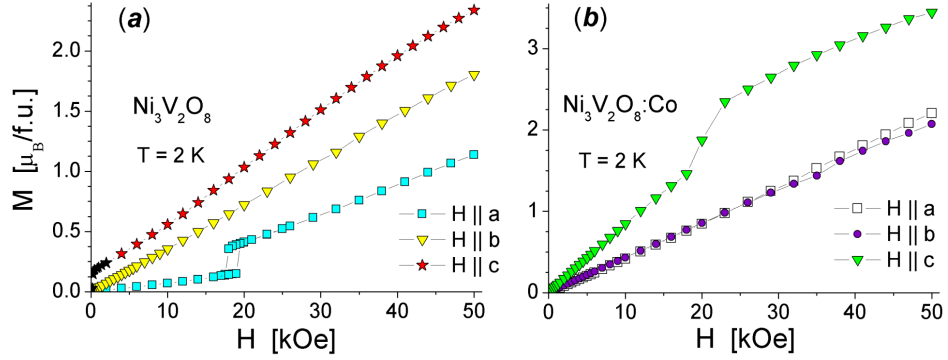 (a)
Ni3V2O8
T = 2 K
M [μB/f.u.]
2.0
1.5
1.0
0.5
0.0
H || a
H || b
H || c
0 10 20 30 40 50
H [kOe]
(b)
Ni3V2O8:Co
T = 2 K
3
2
1
0
H || a
H || b
H || c
0 10 20 30 40 50
H [kOe]